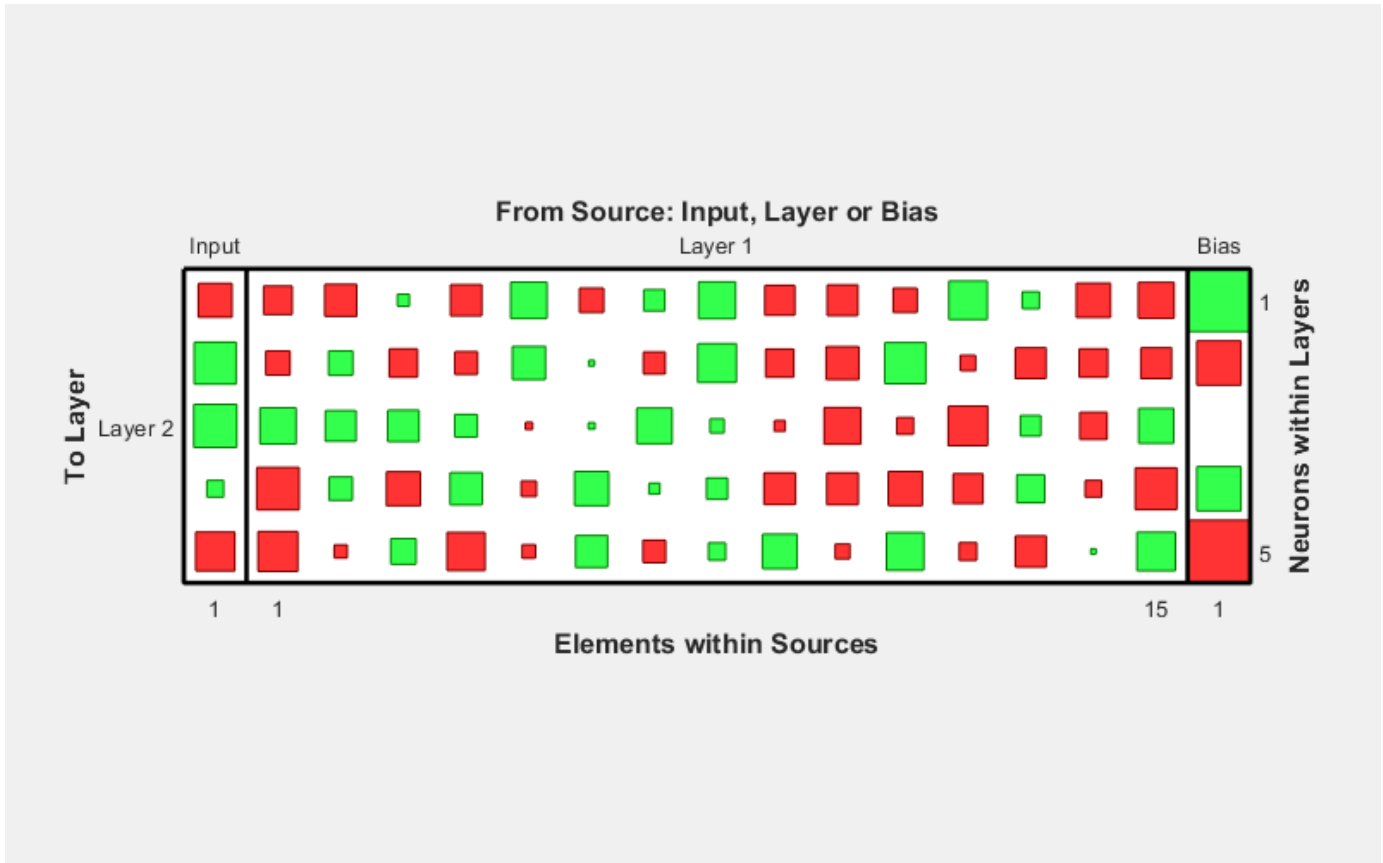 From Source: Input, Layer or Bias
Input Layer 1 Bias
1
To Layer
Layer 2
Neurons within Layers
5
1 1 15 1
Elements within Sources